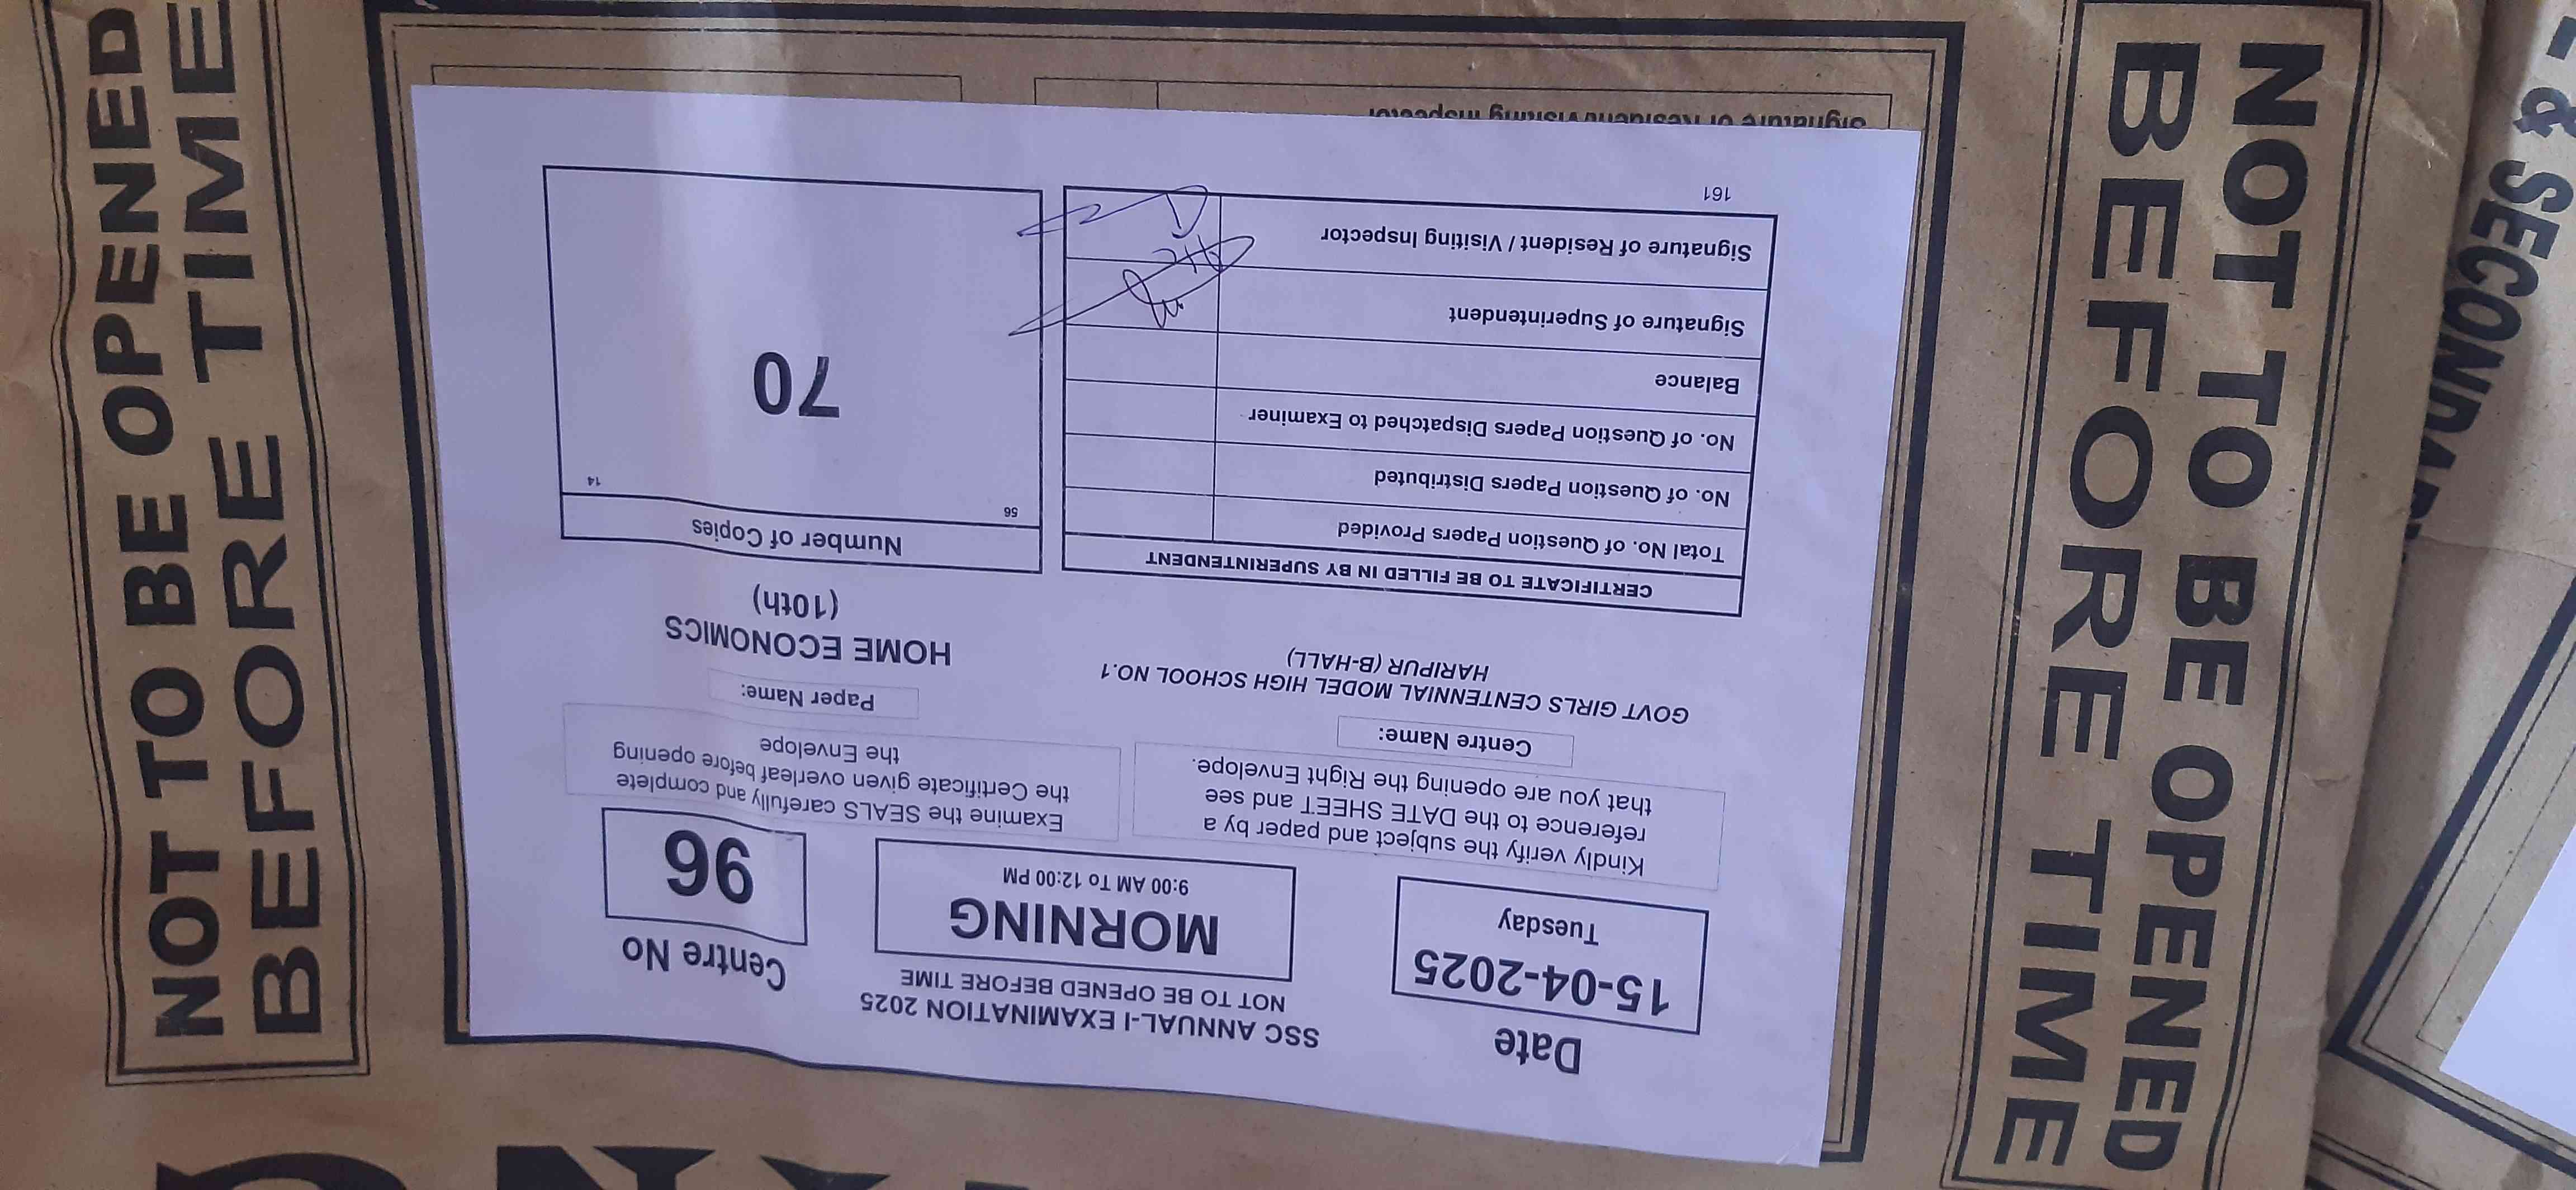 SSC ANNUAL-I EXAMINATION 2025
NOT TO BE OPENED BEFORE TIME
Date
15-04-2025
Tuesday
MORNING
9:00 AM To 12:00 PM
Centre No
96
Kindly verify the subject and paper by a
reference to the DATE SHEET and see
that you are opening the Right Envelope.
Examine the SEALS carefully and complete
the Certificate given overleaf before opening
the Envelope
Centre Name:
GOVT GIRLS CENTENNIAL MODEL HIGH SCHOOL NO.1
HARIPUR (B-HALL)
Paper Name:
HOME ECONOMICS
(10th)
CERTIFICATE TO BE FILLED IN BY SUPERINTENDENT
Total No. of Question Papers Provided
No. of Question Papers Distributed
No. of Question Papers Dispatched to Examiner
Balance
Signature of Superintendent
Signature of Resident / Visiting Inspector
161
Number of Copies
56
14
70
Signature of Resident/Visiting Inspector
NOT TO BE OPENED
BEFORE TIME
NOT TO BE OPENED
BEFORE TIME
& SECONDARY